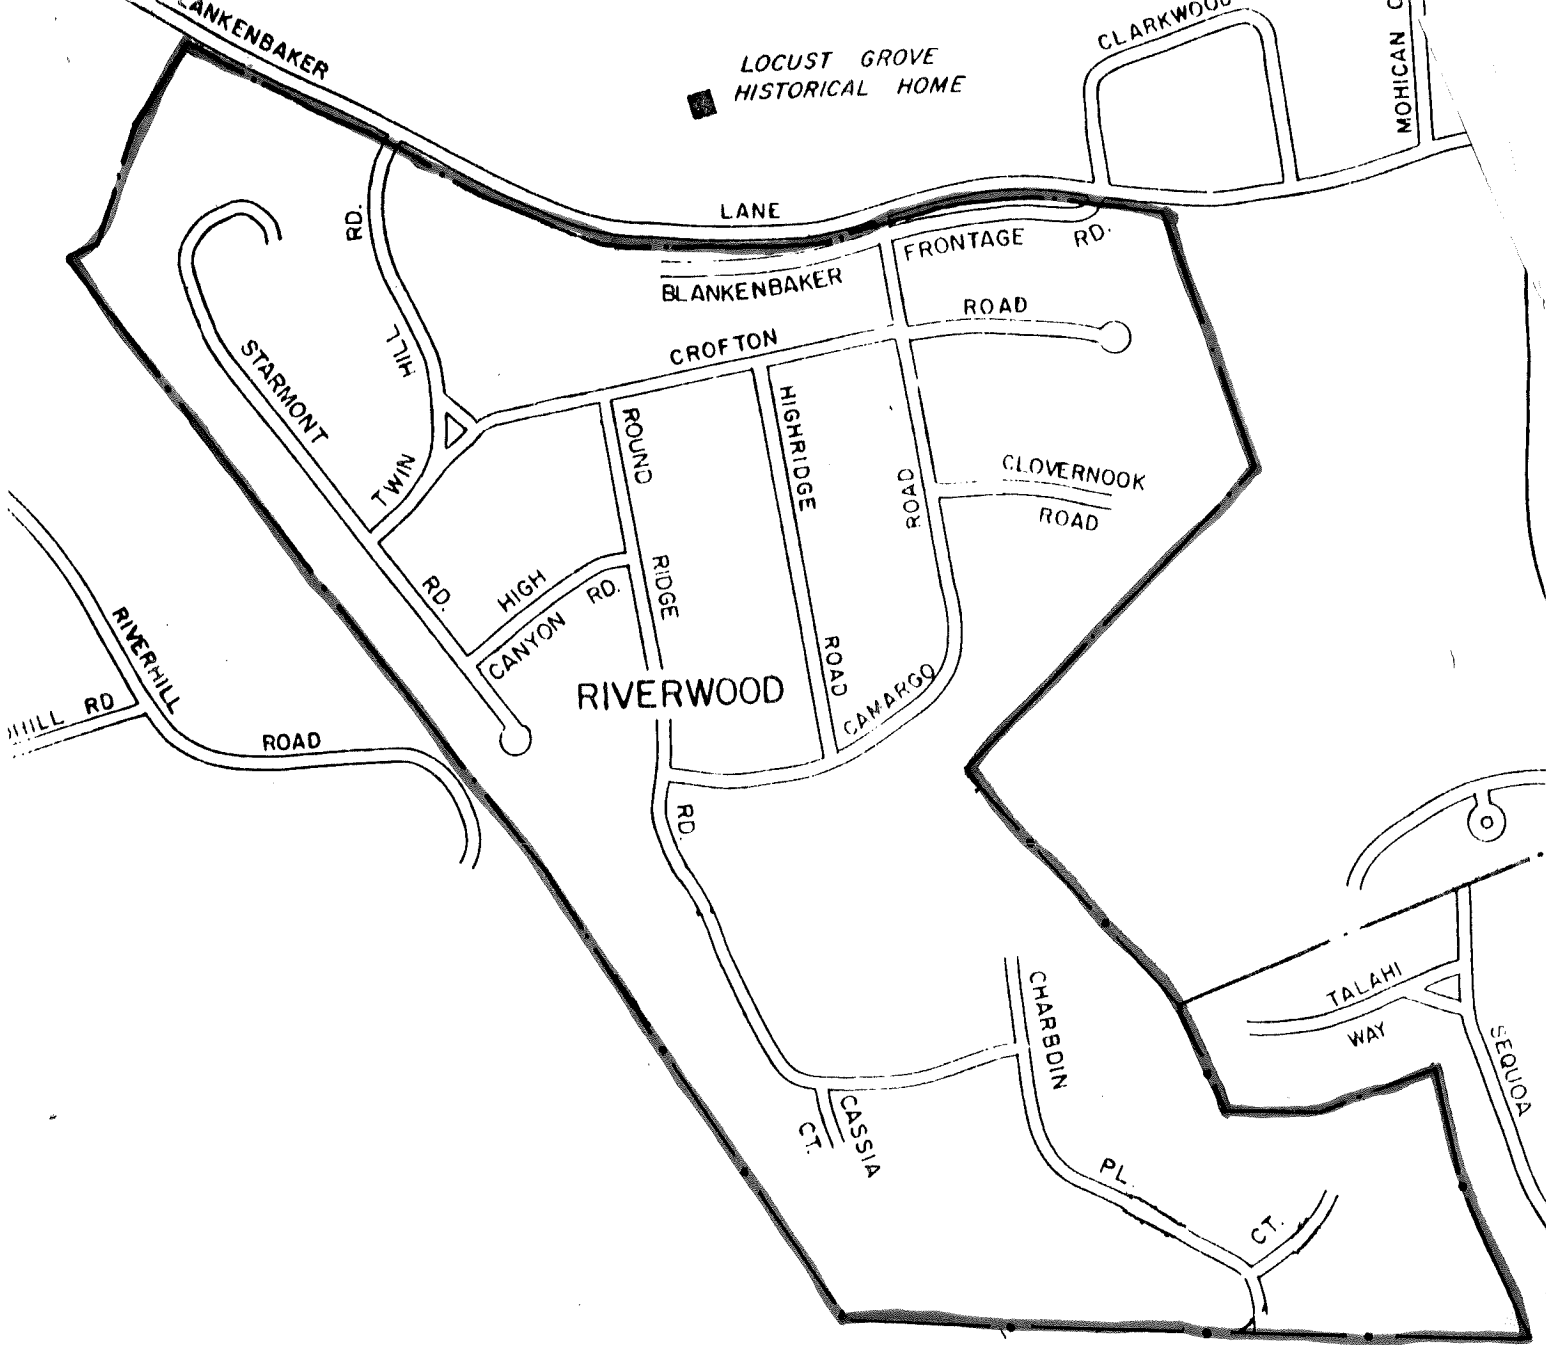 LANKENBAKER
CLARKWOOD
MOHICAN
LOCUST GROVE
HISTORICAL HOME
LANE
FRONTAGE RD.
BLANKENBAKER
RD.
HILL
TWIN
STARMONT
RD.
CROFTON
ROAD
ROUND
RIDGE
RD.
HIGHRIDGE
ROAD
ROAD
CAMARGO
CLOVERNOOK
ROAD
HIGH
CANYON RD.
RIVERWOOD
RIVERHILL
ROAD
HILL RD
TALAHI
WAY
SEQUOA
CHARBDIN
PL.
CT.
CASSIA
CT.